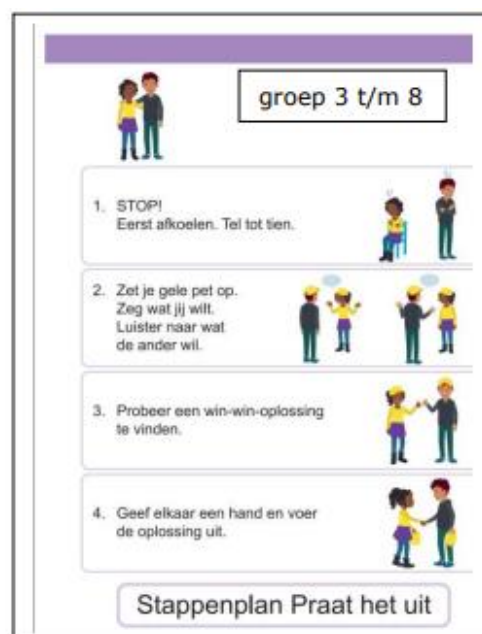 groep 3 t/m 8
1. STOP!
Eerst afkoelen. Tel tot tien.
2. Zet je gele pet op.
Zeg wat jij wilt.
Luister naar wat
de ander wil.
3. Probeer een win-win-oplossing
te vinden.
4. Geef elkaar een hand en voer
de oplossing uit.
Stappenplan Praat het uit